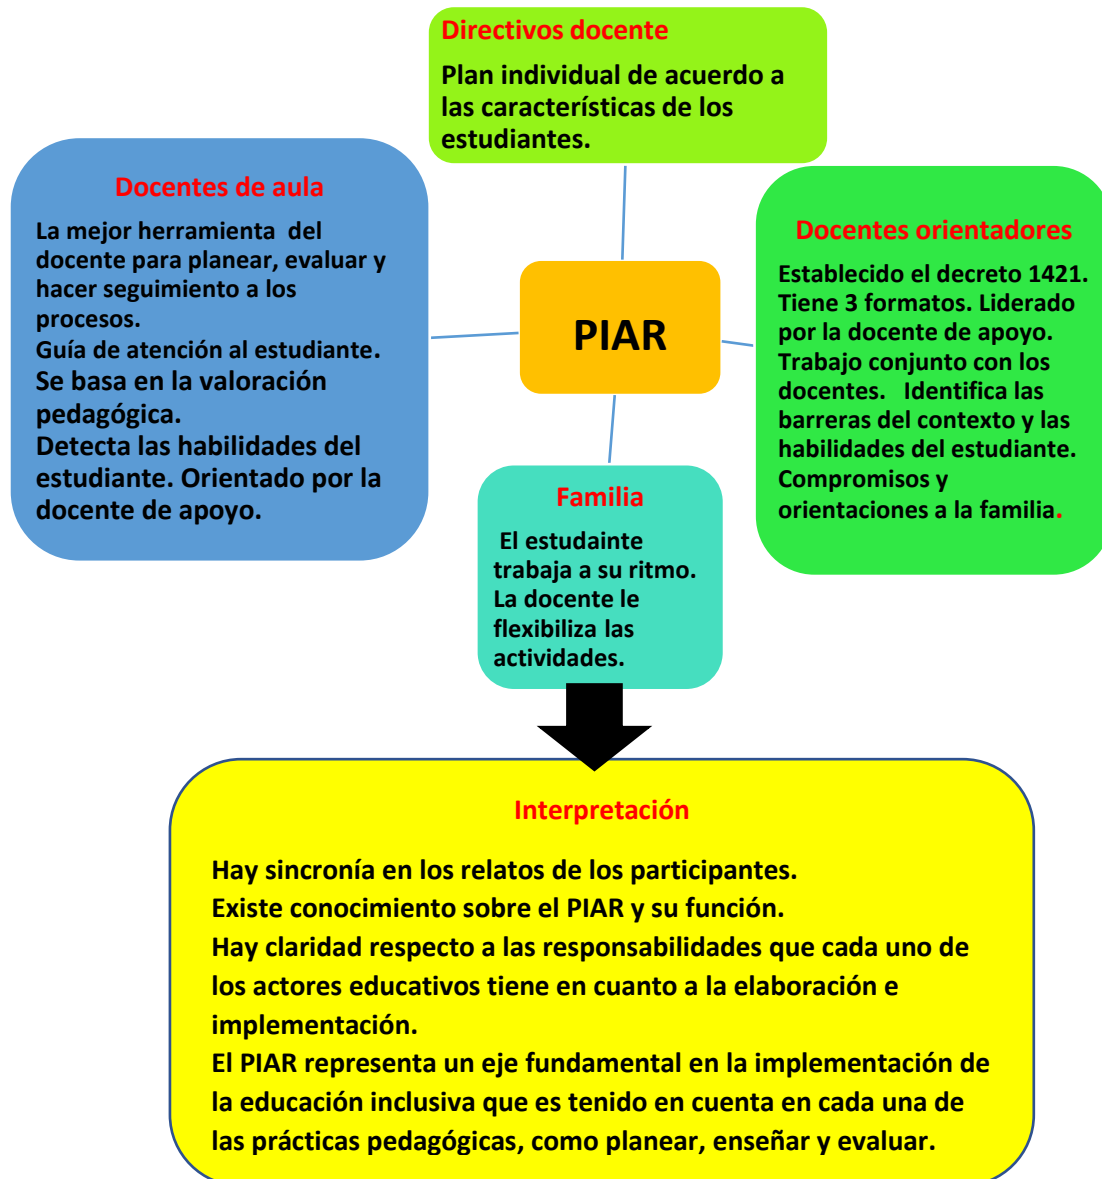 Directivos docente
Plan individual de acuerdo a
las características de los
estudiantes.
Docentes de aula
La mejor herramienta  del
docente para planear, evaluar y
hacer seguimiento a los
procesos.
Guía de atención al estudiante.
Se basa en la valoración
pedagógica.
Detecta las habilidades del
estudiante. Orientado por la
docente de apoyo.
PIAR
Docentes orientadores
Establecido el decreto 1421.
Tiene 3 formatos. Liderado
por la docente de apoyo.
Trabajo conjunto con los
docentes.   Identifica las
barreras del contexto y las
habilidades del estudiante.
Compromisos y
orientaciones a la familia.
Familia
El estudainte
trabaja a su ritmo.
La docente le
flexibiliza las
actividades.
Interpretación
Hay sincronía en los relatos de los participantes.
Existe conocimiento sobre el PIAR y su función.
Hay claridad respecto a las responsabilidades que cada uno de
los actores educativos tiene en cuanto a la elaboración e
implementación.
El PIAR representa un eje fundamental en la implementación de
la educación inclusiva que es tenido en cuenta en cada una de
las prácticas pedagógicas, como planear, enseñar y evaluar.